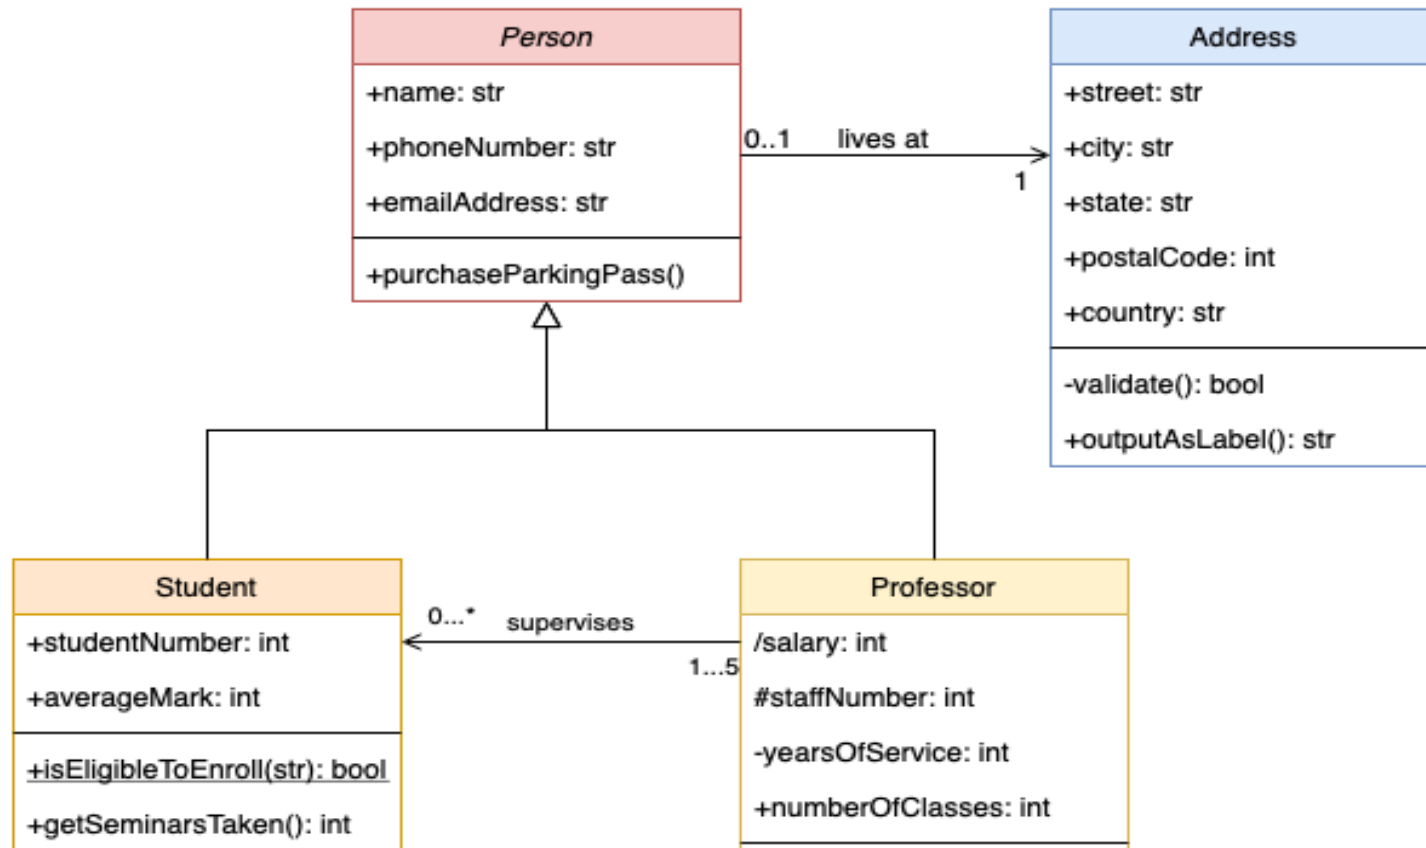 Person
+name: str
+phoneNumber: str
+emailAddress: str
+purchaseParkingPass()
0..1
lives at
1
Address
+street: str
+city: str
+state: str
+postalCode: int
+country: str
-validate(): bool
+outputAsLabel(): str
Student
+studentNumber: int
+averageMark: int
+isEligibleToEnroll(str): bool
+getSeminarsTaken(): int
0...*
supervises
1...5
Professor
/salary: int
#staffNumber: int
-yearsOfService: int
+numberOfClasses: int